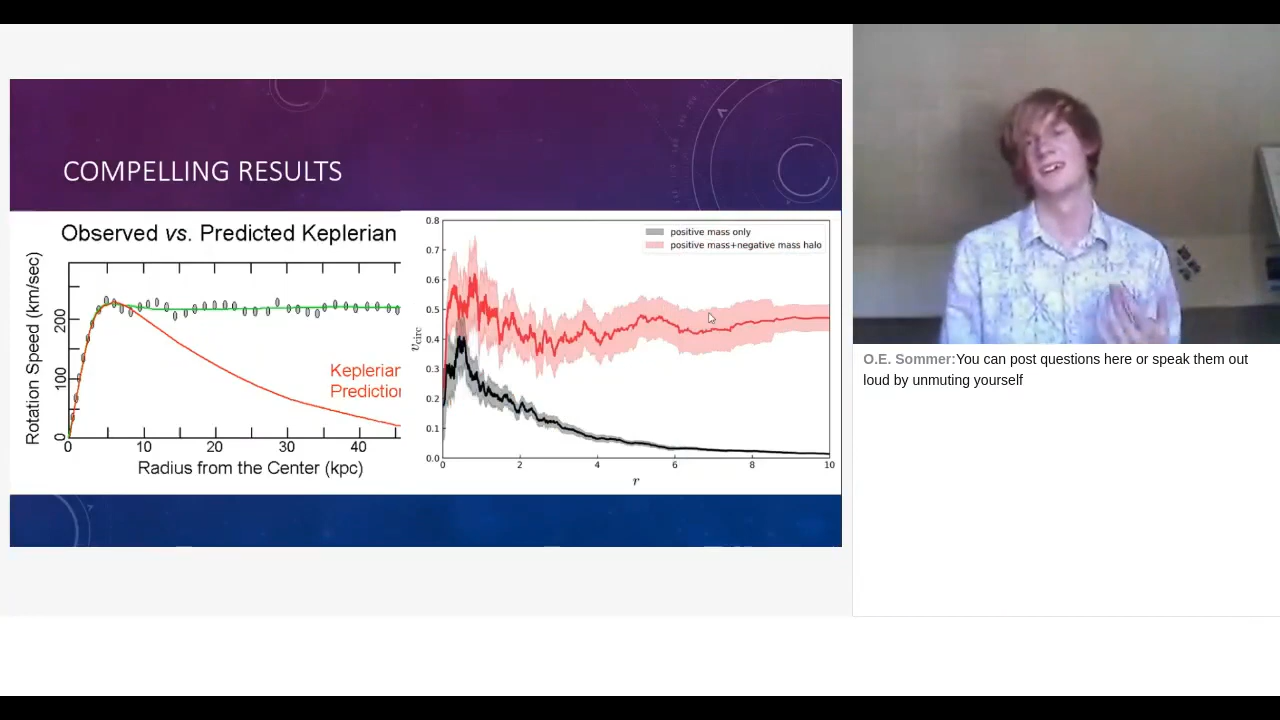 COMPELLING RESULTS
Observed vs. Predicted Keplerian
Rotation Speed (km/sec)
200
100
0
Keplerian
Prediction
0 10 20 30 40
Radius from the Center (kpc)
0.8
0.7
0.6
0.5
0.4
0.3
0.2
0.1
0.0
v circ
positive mass only
positive mass+negative mass halo
0 2 4 6 8 10
r
O.E. Sommer:You can post questions here or speak them out
loud by unmuting yourself